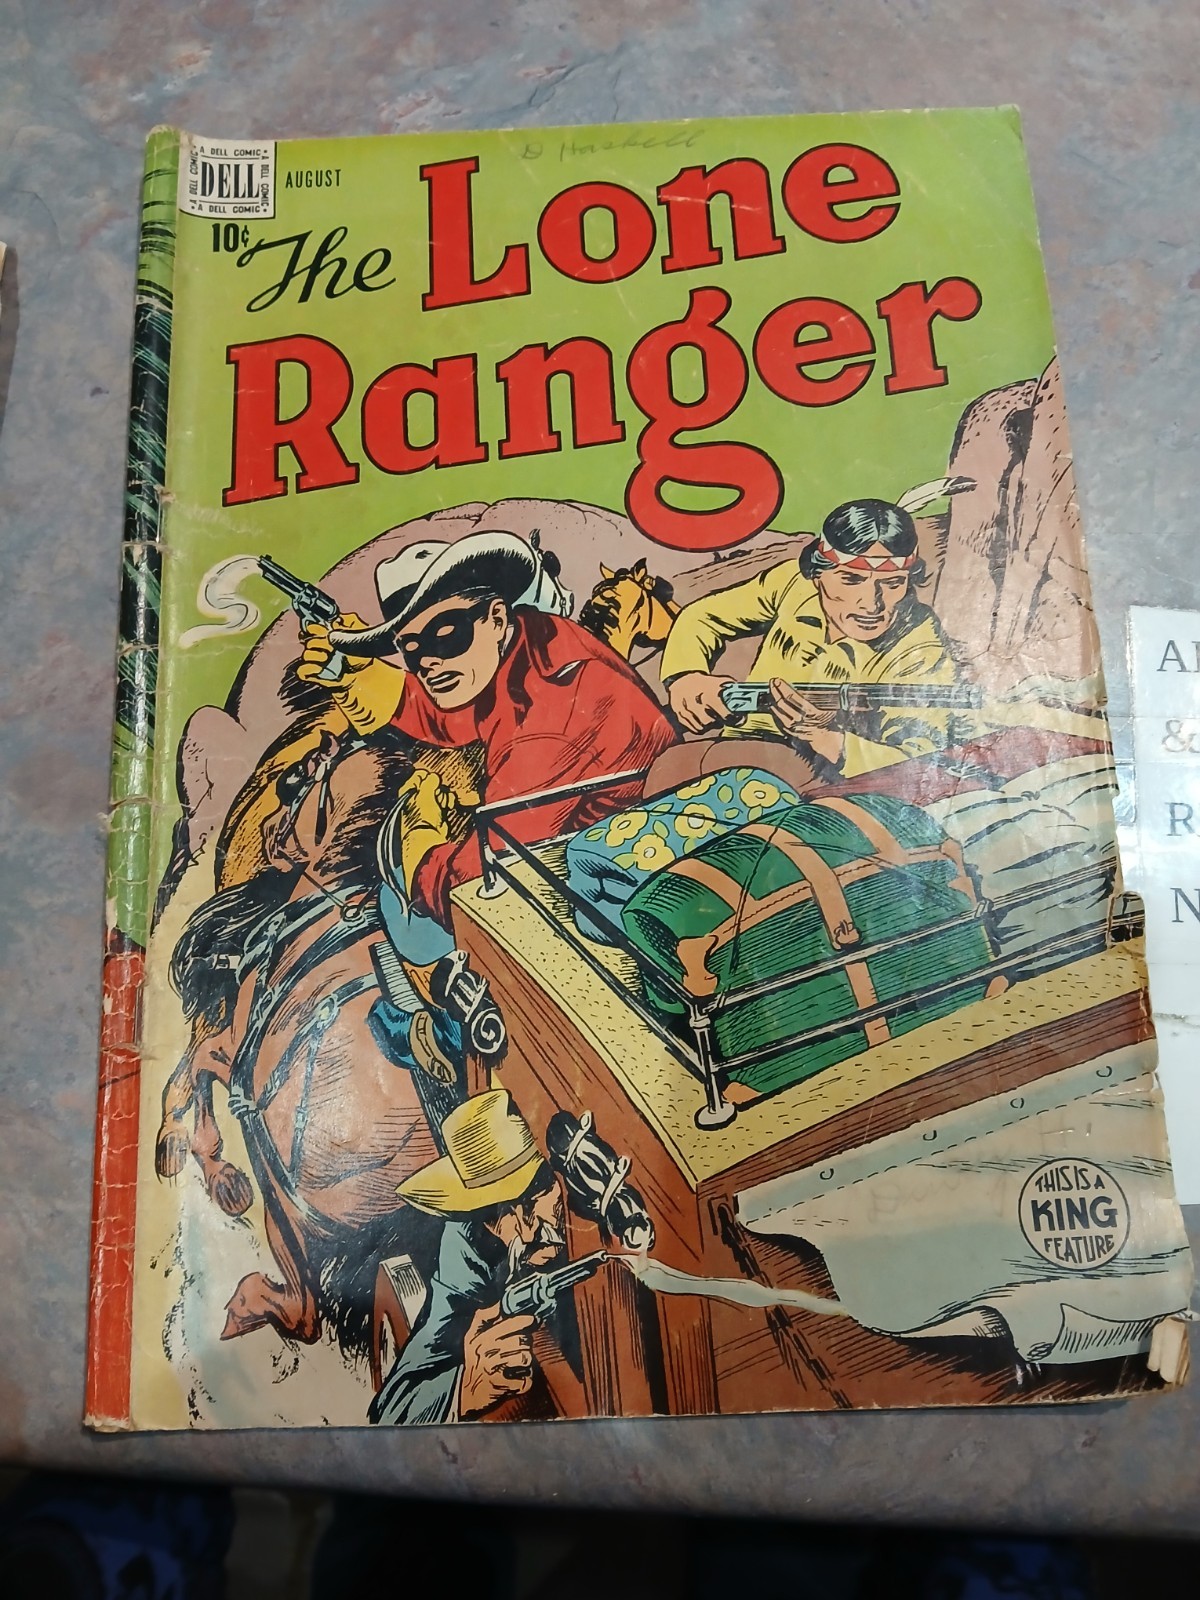 A DELL COMIC
A DELL COMIC
DELL
A DELL COMIC
A DELL COMIC
AUGUST
D Haskell
10¢
The Lone
Ranger
THIS IS A
KING
FEATURE
&
R
N